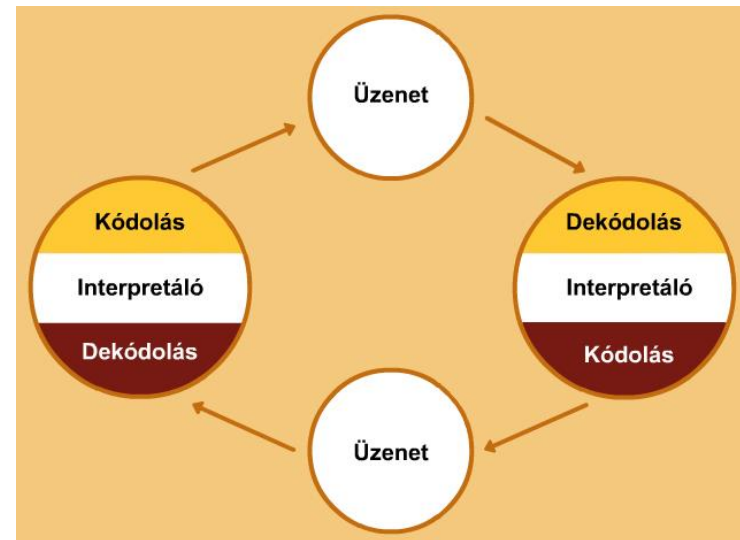 Üzenet
Kódolás
Interpretáló
Dekódolás
Dekódolás
Interpretáló
Kódolás
Üzenet